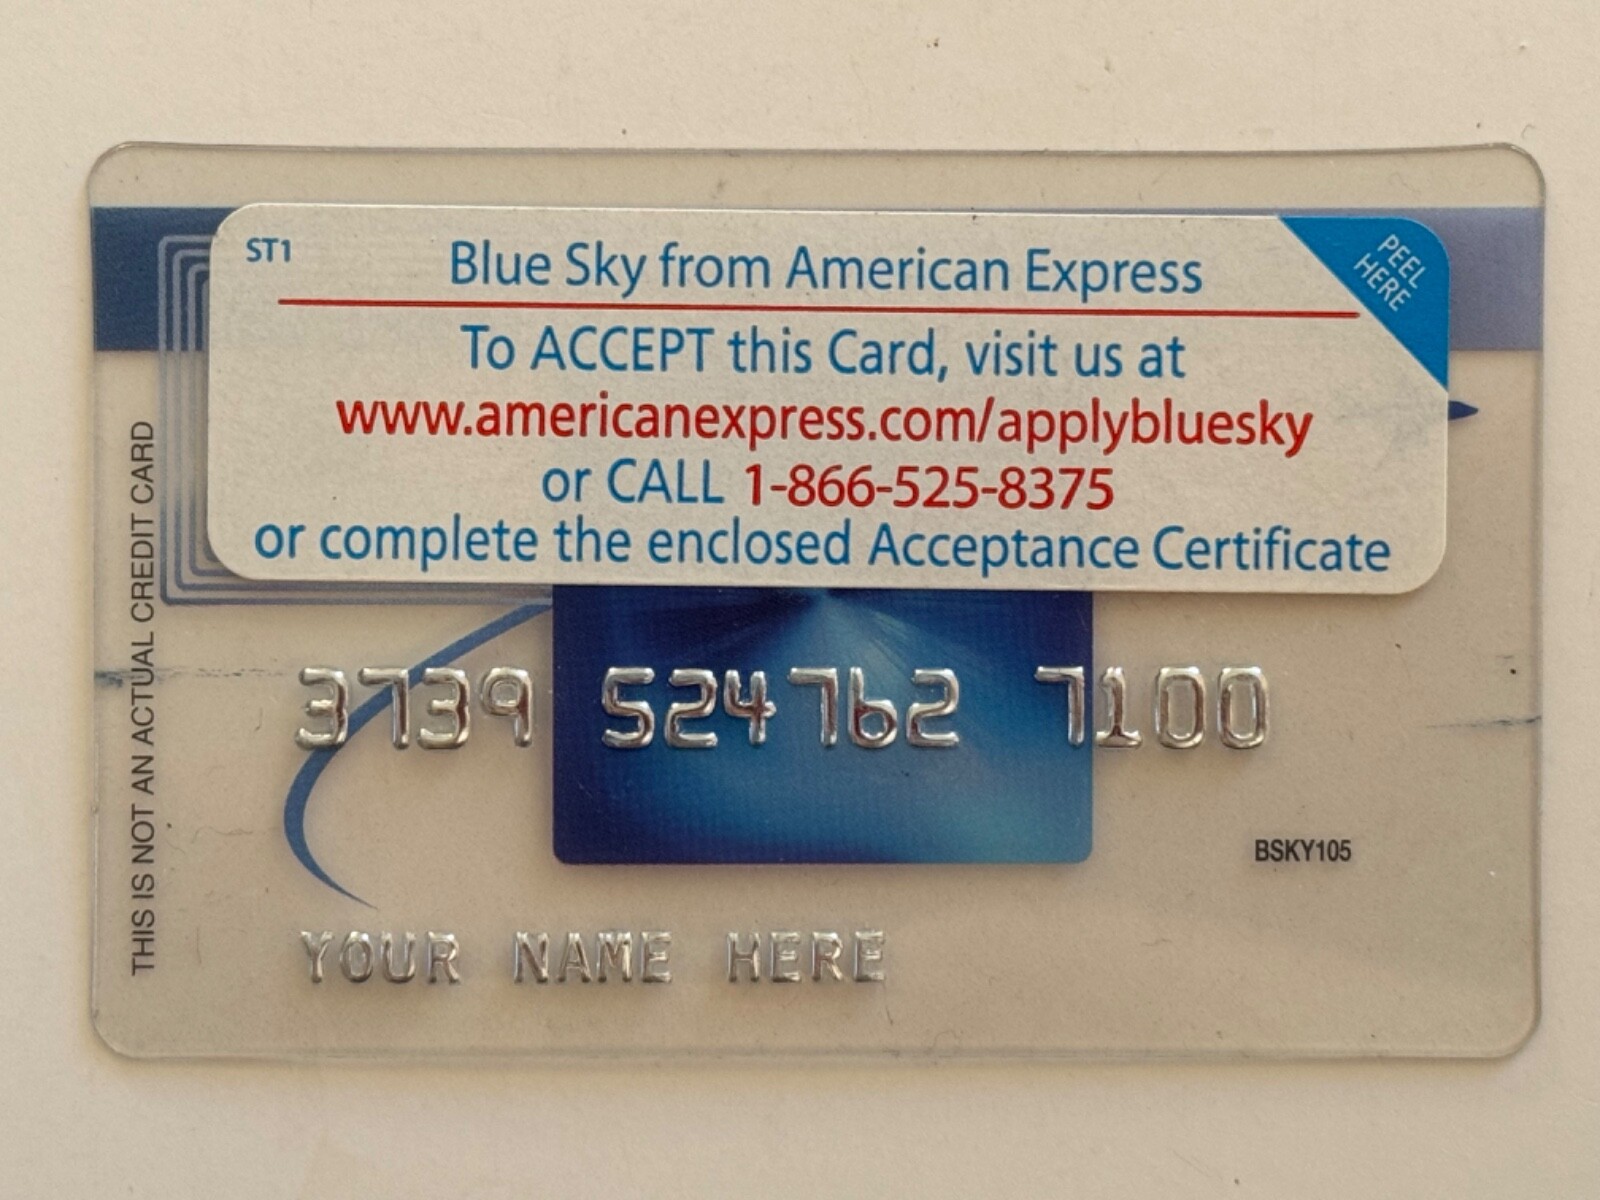 ST1
Blue Sky from American Express
PEEL
HERE
To ACCEPT this Card, visit us at
www.americanexpress.com/applybluesky
or CALL 1-866-525-8375
or complete the enclosed Acceptance Certificate
THIS IS NOT AN ACTUAL CREDIT CARD
3739 524762 7100
BSKY105
YOUR NAME HERE